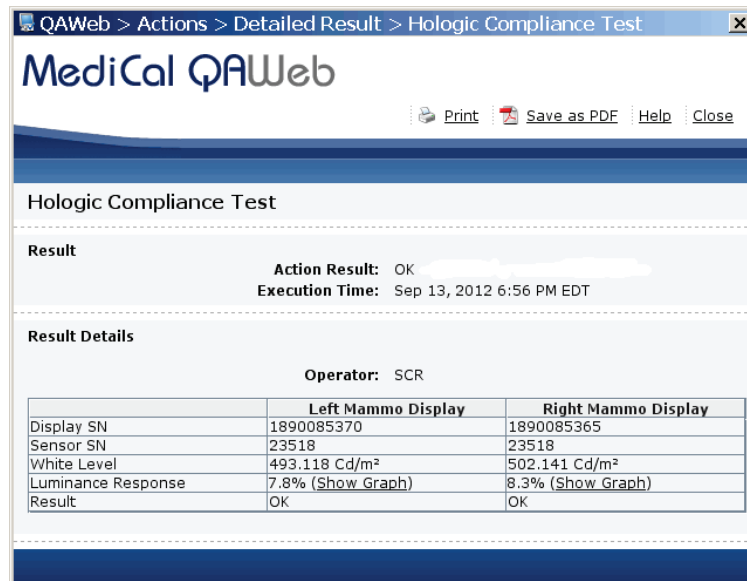 QAWeb > Actions > Detailed Result > Hologic Compliance Test
MediCal QAWeb
Print Save as PDF Help Close
Hologic Compliance Test
Result
Action Result: OK
Execution Time: Sep 13, 2012 6:56 PM EDT
Result Details
Operator: SCR
Left Mammo Display Right Mammo Display
Display SN 1890085370 1890085365
Sensor SN 23518 23518
White Level 493.118 Cd/m² 502.141 Cd/m²
Luminance Response 7.8% (Show Graph) 8.3% (Show Graph)
Result OK OK